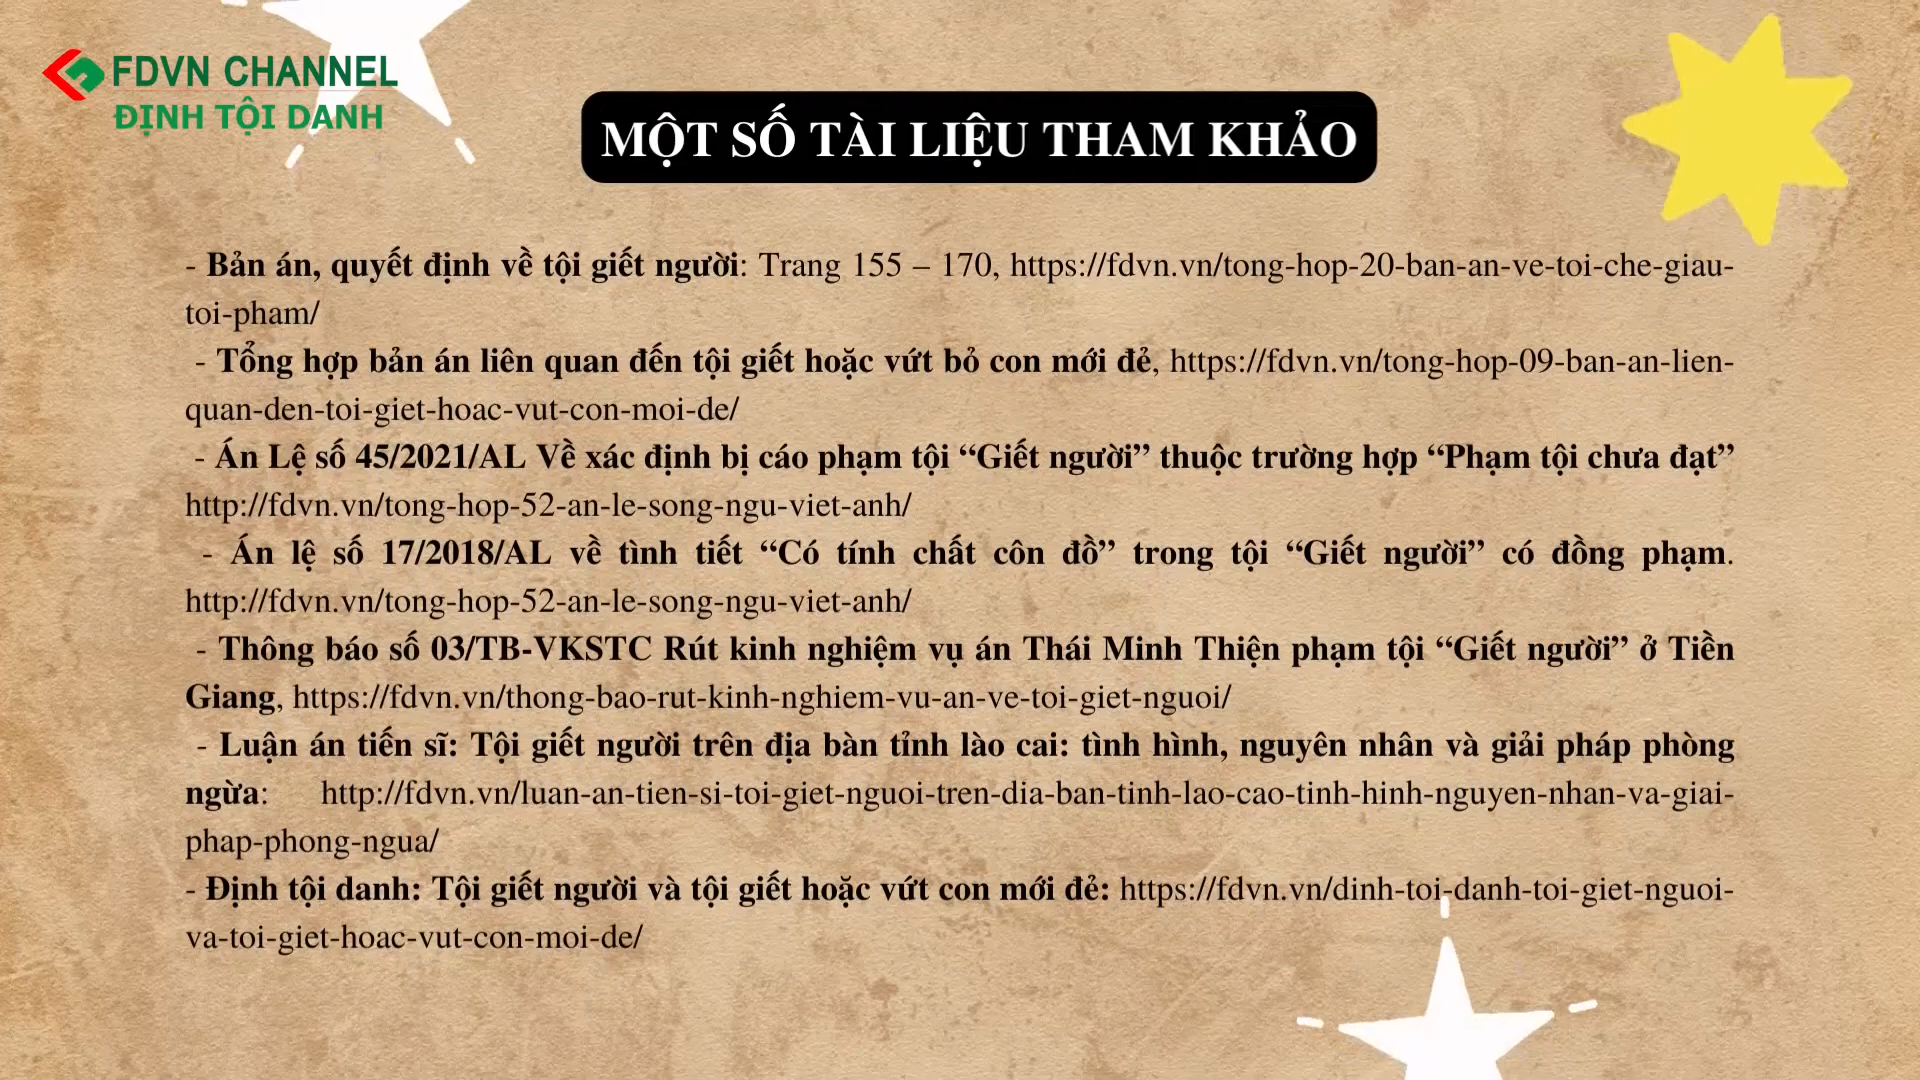 FDVN CHANNEL
ĐỊNH TỘI DANH
MỘT SỐ TÀI LIỆU THAM KHẢO
- Bản án, quyết định về tội giết người: Trang 155 – 170, https://fdvn.vn/tong-hop-20-ban-an-ve-toi-che-giau-
toi-pham/
- Tổng hợp bản án liên quan đến tội giết hoặc vứt bỏ con mới đẻ, https://fdvn.vn/tong-hop-09-ban-an-lien-
quan-den-toi-giet-hoac-vut-con-moi-de/
- Án Lệ số 45/2021/AL Về xác định bị cáo phạm tội “Giết người” thuộc trường hợp “Phạm tội chưa đạt”
http://fdvn.vn/tong-hop-52-an-le-song-ngu-viet-anh/
- Án lệ số 17/2018/AL về tình tiết “Có tính chất côn đồ” trong tội “Giết người” có đồng phạm.
http://fdvn.vn/tong-hop-52-an-le-song-ngu-viet-anh/
- Thông báo số 03/TB-VKSTC Rút kinh nghiệm vụ án Thái Minh Thiện phạm tội “Giết người” ở Tiền
Giang, https://fdvn.vn/thong-bao-rut-kinh-nghiem-vu-an-ve-toi-giet-nguoi/
- Luận án tiến sĩ: Tội giết người trên địa bàn tỉnh lào cai: tình hình, nguyên nhân và giải pháp phòng
ngừa: http://fdvn.vn/luan-an-tien-si-toi-giet-nguoi-tren-dia-ban-tinh-lao-cao-tinh-hinh-nguyen-nhan-va-giai-
phap-phong-ngua/
- Định tội danh: Tội giết người và tội giết hoặc vứt con mới đẻ: https://fdvn.vn/dinh-toi-danh-toi-giet-nguoi-
va-toi-giet-hoac-vut-con-moi-de/